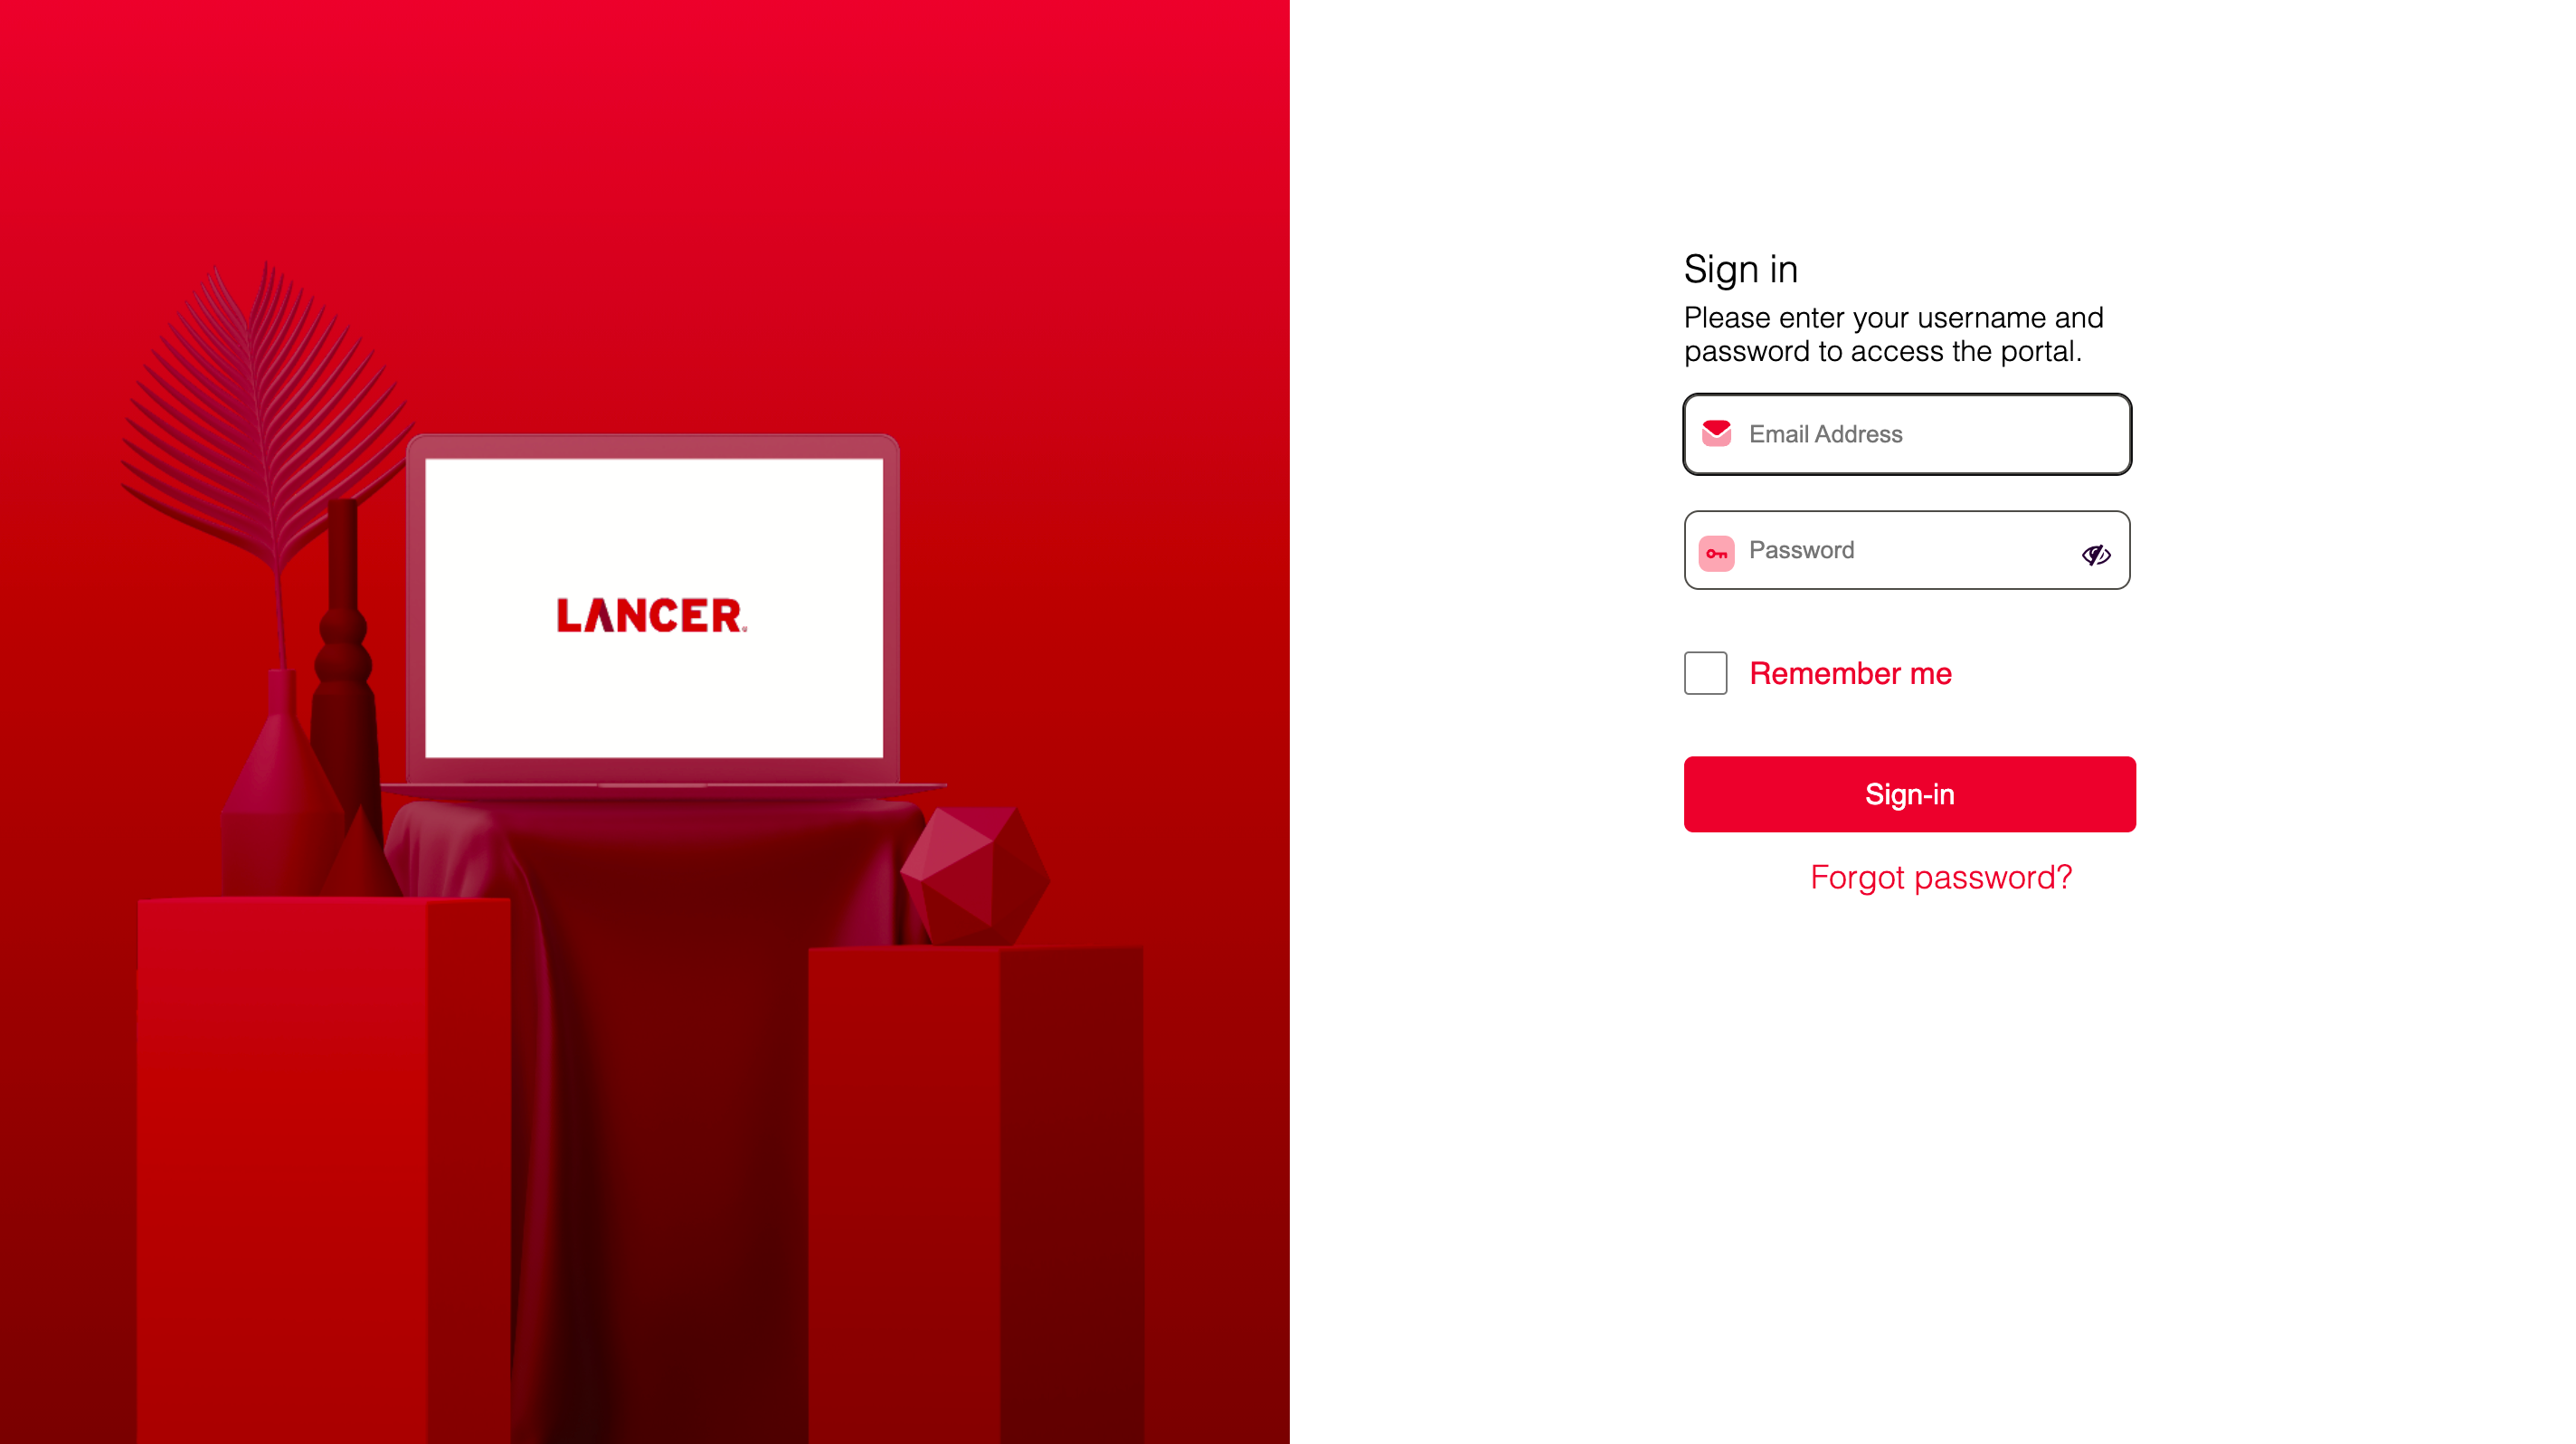 LANCER
Sign in
Please enter your username and
password to access the portal.
Email Address
Password
Remember me
Sign-in
Forgot password?